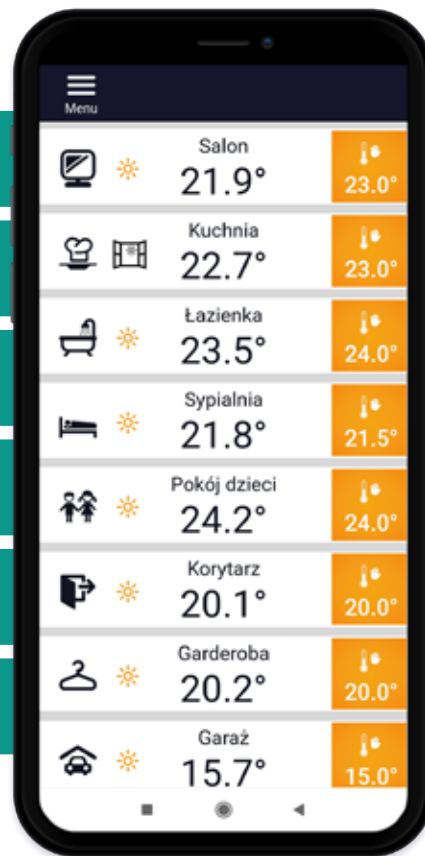 Menu
Salon
21.9°
23.0°
Kuchnia
22.7°
23.0°
Łazienka
23.5°
24.0°
Sypialnia
21.8°
21.5°
Pokój dzieci
24.2°
24.0°
Korytarz
20.1°
20.0°
Garderoba
20.2°
20.0°
Garaż
15.7°
15.0°